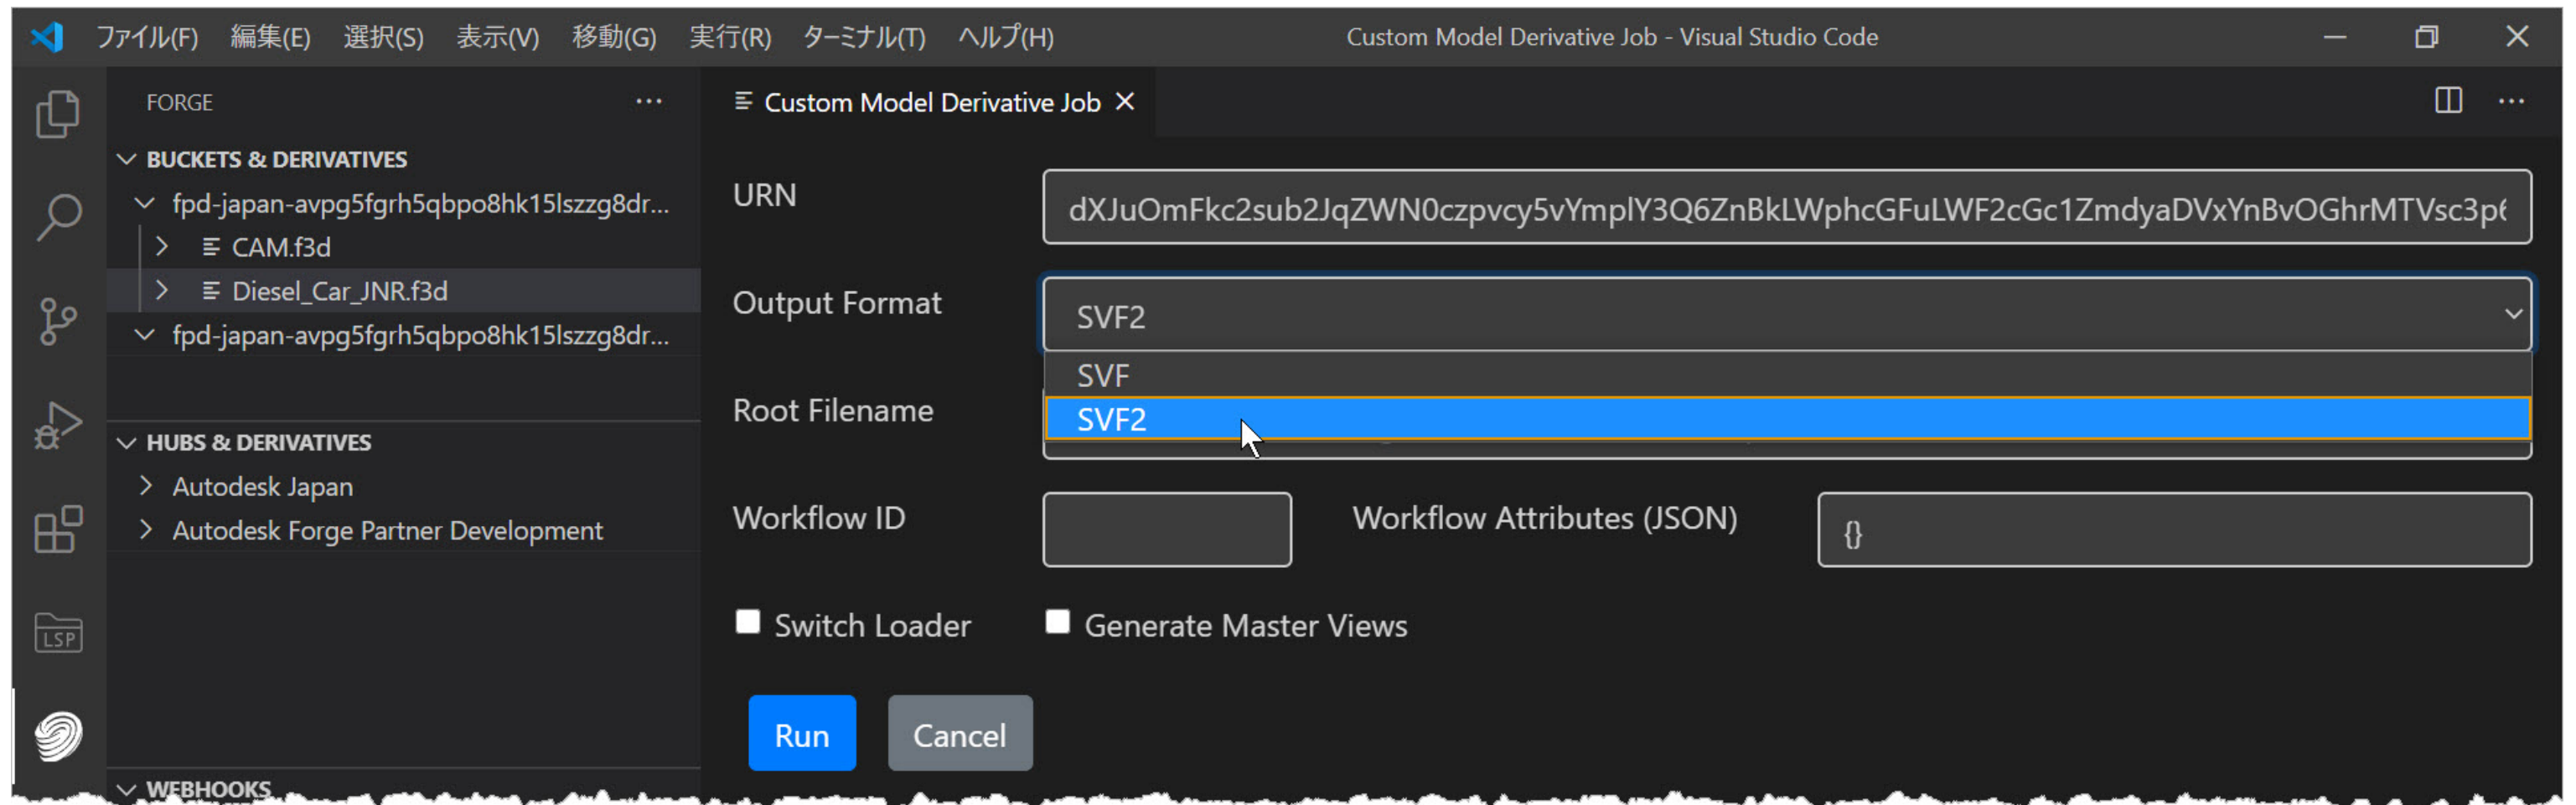 ファイル(F) 編集(E) 選択(S) 表示(V) 移動(G) 実行(R) ターミナル(T) ヘルプ(H) Custom Model Derivative Job - Visual Studio Code
FORGE
Custom Model Derivative Job
BUCKETS & DERIVATIVES
fpd-japan-avpg5fgrh5qbpo8hk15lszzg8dr...
CAM.f3d
Diesel_Car_JNR.f3d
fpd-japan-avpg5fgrh5qbpo8hk15lszzg8dr...
HUBS & DERIVATIVES
Autodesk Japan
Autodesk Forge Partner Development
LSP
WEBHOOKS
URN
dXJuOmFkc2sub2JqZWN0czpvcy5vYmplY3Q6ZnBkLWphcGFuLWF2cGc1ZmdyaDVxYnBvOGhrMTVsc3p6
Output Format
SVF2
SVF
SVF2
Root Filename
Workflow ID
Workflow Attributes (JSON)
{}
Switch Loader
Generate Master Views
Run
Cancel